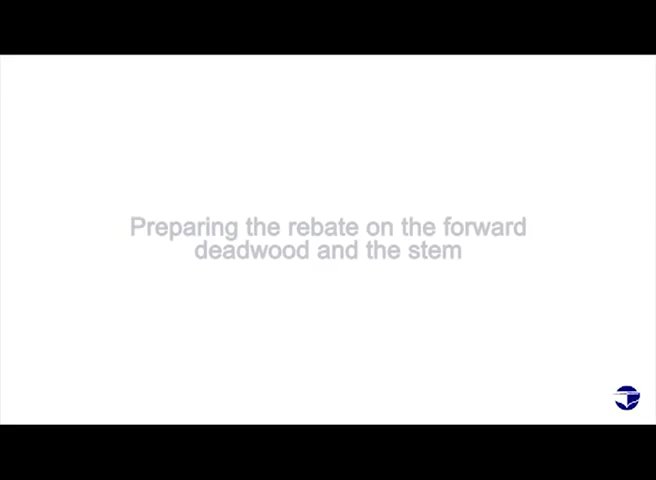 Preparing the rebate on the forward
deadwood and the stem